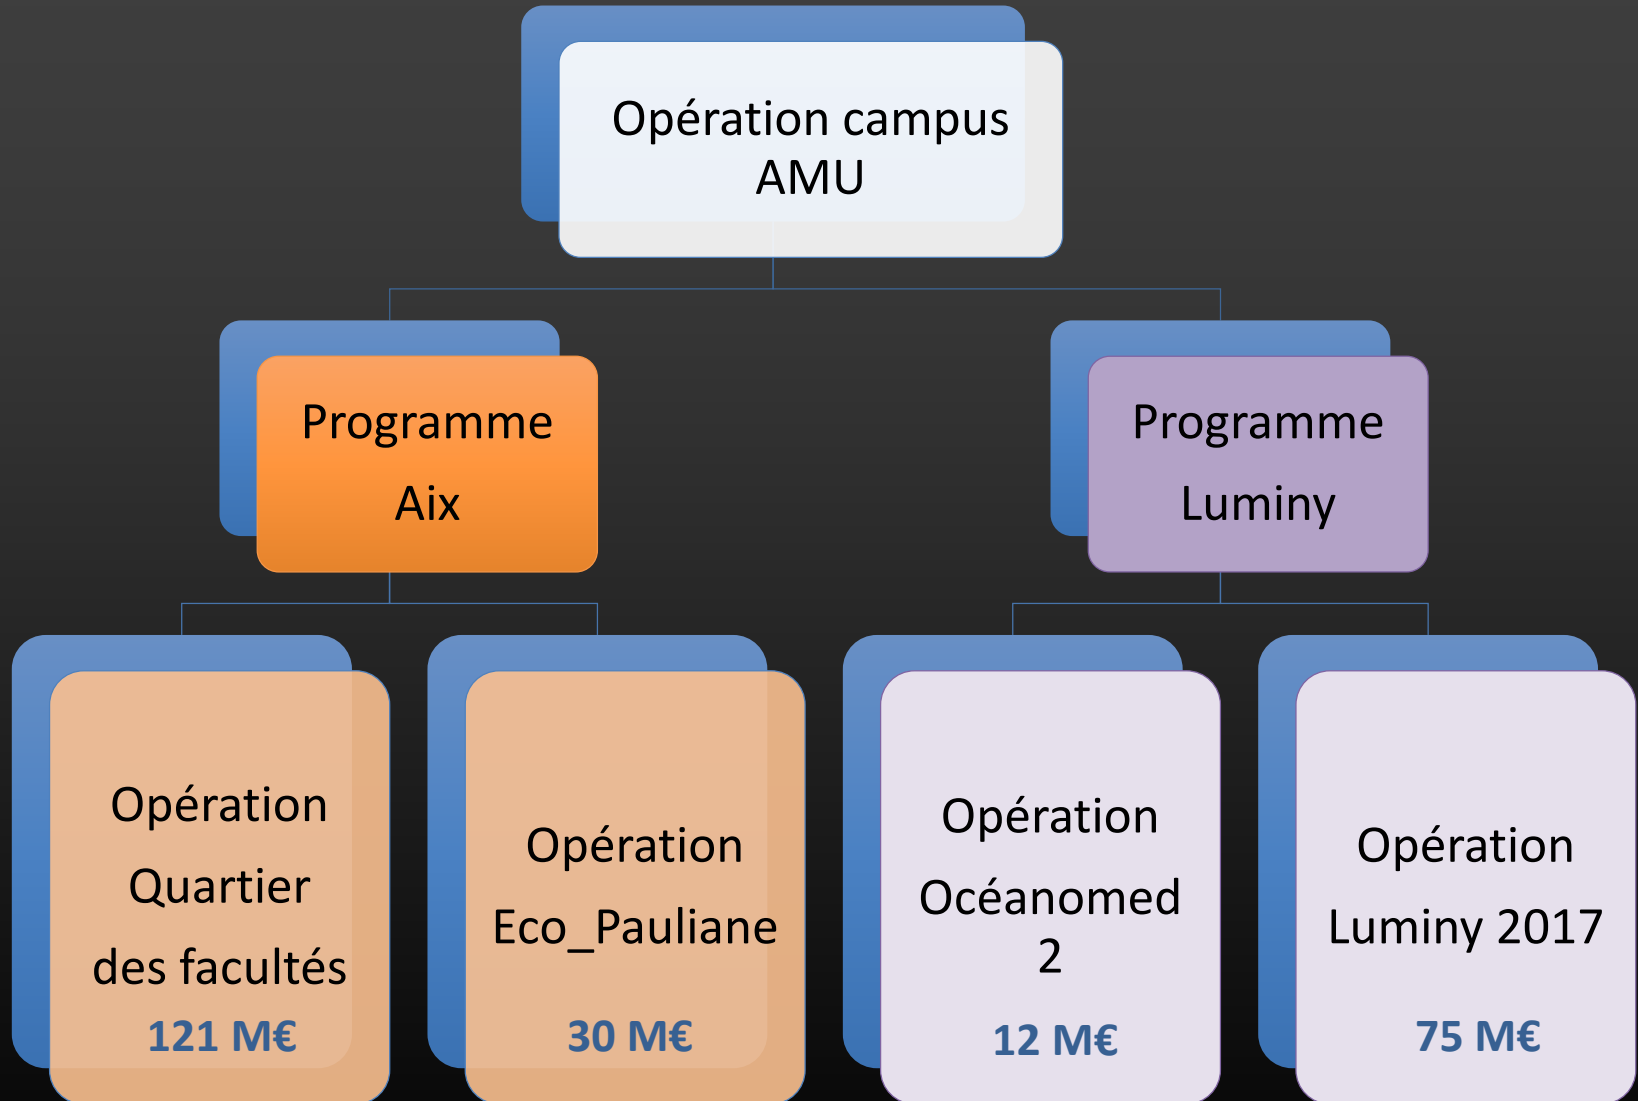 Opération campus
AMU
Programme
Aix
Programme
Luminy
Opération
Quartier
des facultés
121 M€
Opération
Eco_Pauliane
30 M€
Opération
Océanomed
2
12 M€
Opération
Luminy 2017
75 M€